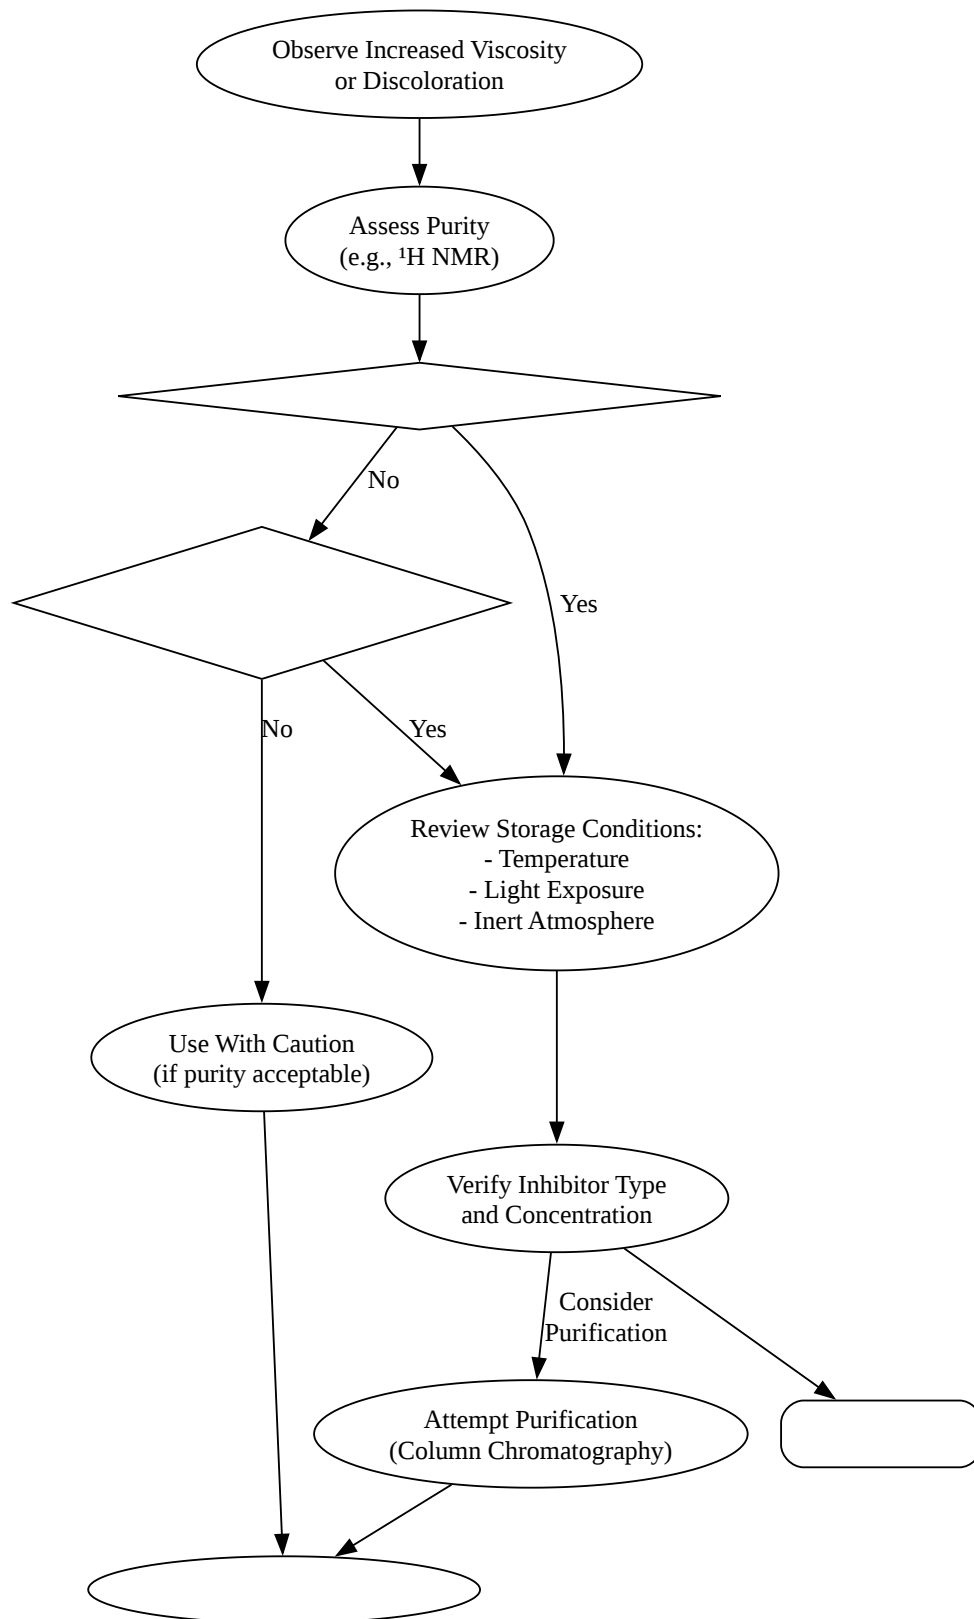 Observe Increased Viscosity
or Discoloration
Assess Purity
(e.g., ¹H NMR)
No
Yes
No
Yes
Review Storage Conditions:
- Temperature
- Light Exposure
- Inert Atmosphere
Use With Caution
(if purity acceptable)
Verify Inhibitor Type
and Concentration
Consider
Purification
Attempt Purification
(Column Chromatography)